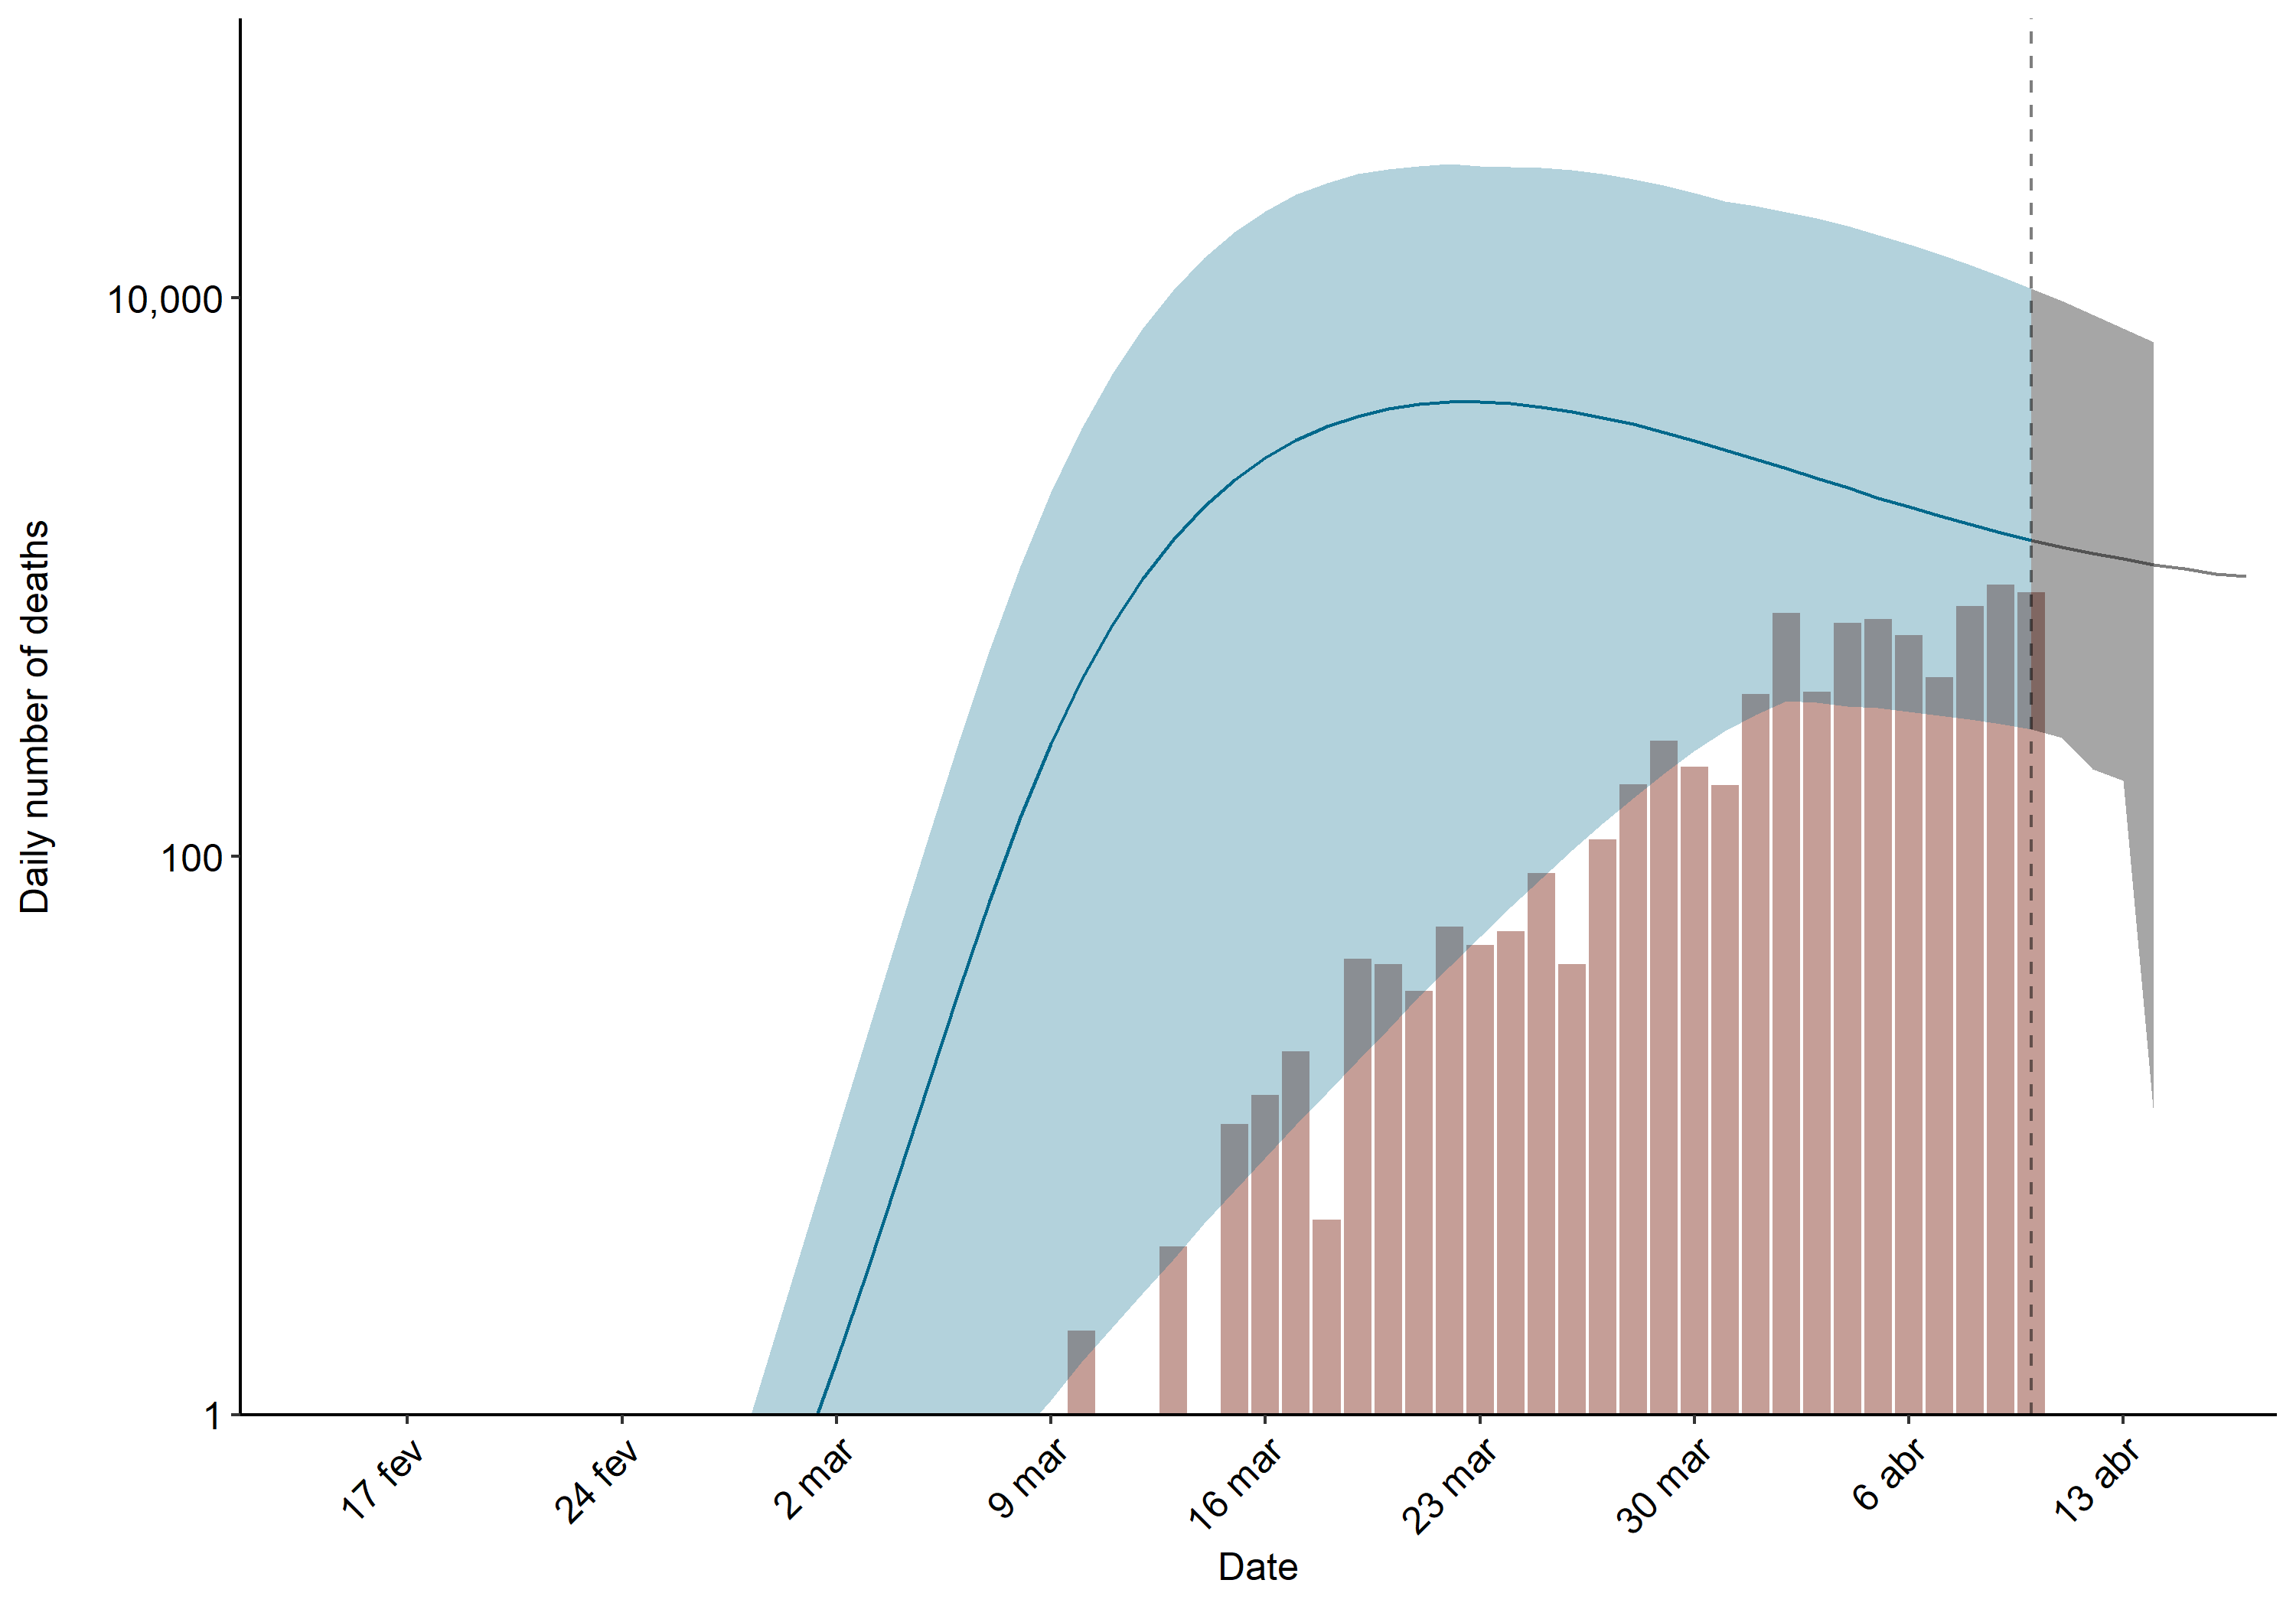 Daily number of deaths
10,000
100
1
17 fev
24 fev
2 mar
9 mar
16 mar
23 mar
30 mar
6 abr
13 abr
Date